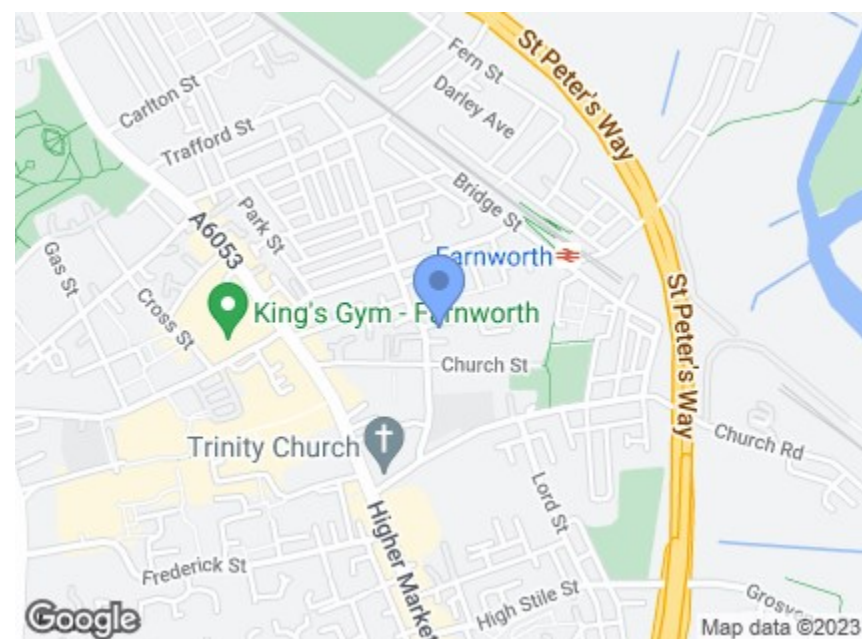 St Peter's Way
Fern St
Carlton St
Darley Ave
Trafford St
Bridge St
Park St
A6053
Gas St
Farnworth
Cross St
King's Gym - Farnworth
St Peter's Way
Church St
Trinity Church
Church Rd
Lord St
Higher Market
Frederick St
High Stile St
Grosv
Google
Map data ©2023